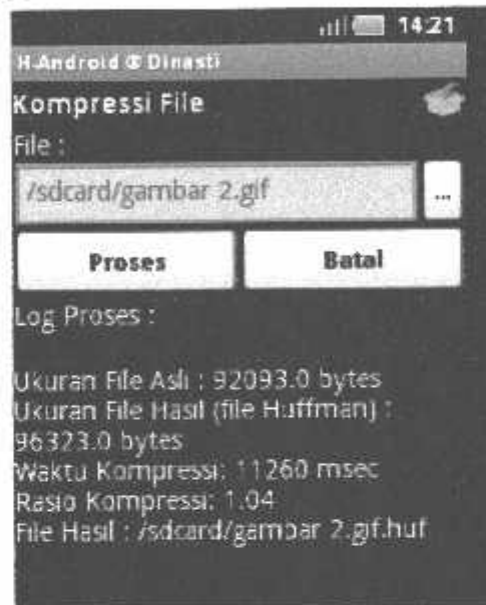 14:21
H-Android @ Dinasti
Kompressi File
File :
/sdcard/gambar 2.gif
...
Proses
Batal
Log Proses :
Ukuran File Asli : 92093.0 bytes
Ukuran File Hasil (file Huffman) :
96323.0 bytes
Waktu Kompressi: 11260 msec
Rasio Kompressi: 1.04
File Hasil : /sdcard/gambar 2.gif.huf